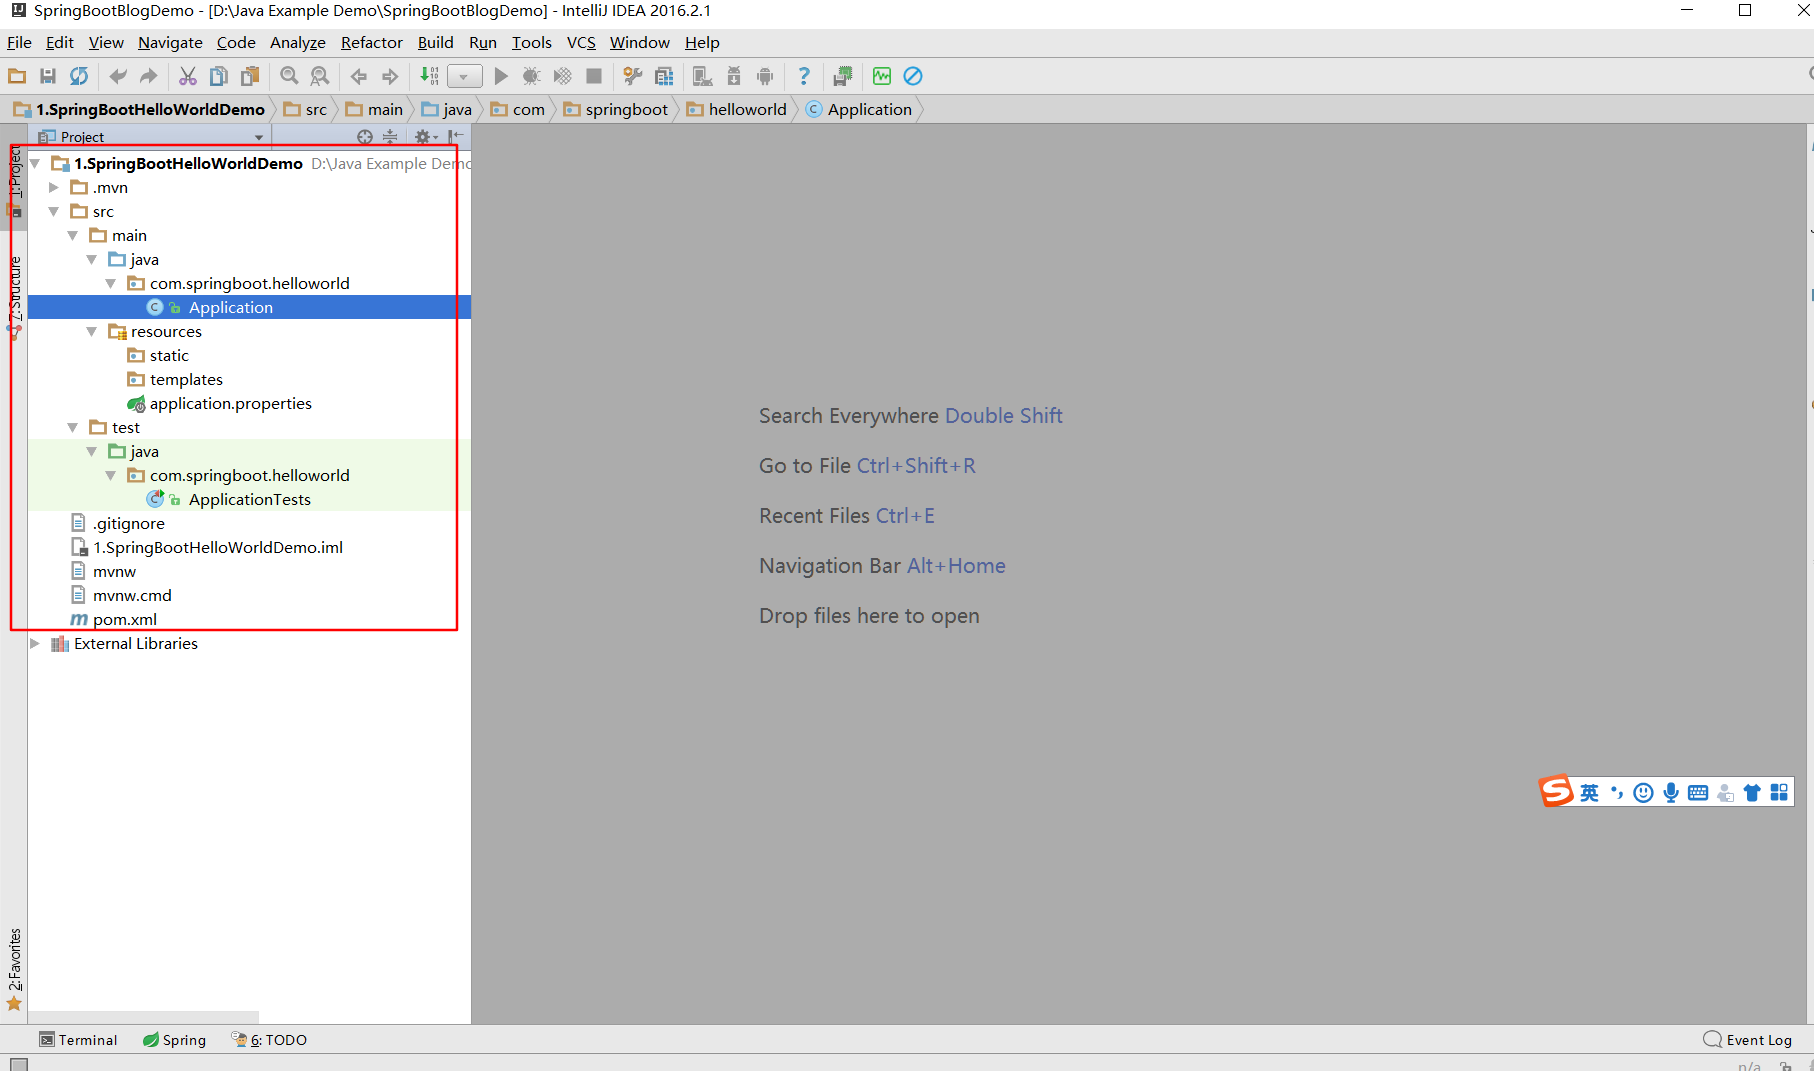 SpringBootBlogDemo - [D:\Java Example Demo\SpringBootBlogDemo] - IntelliJ IDEA 2016.2.1
File Edit View Navigate Code Analyze Refactor Build Run Tools VCS Window Help
1.SpringBootHelloWorldDemo src main java com springboot helloworld Application
Project
1.SpringBootHelloWorldDemo D:\Java Example Demo
.mvn
src
main
java
com.springboot.helloworld
Application
resources
static
templates
application.properties
test
java
com.springboot.helloworld
ApplicationTests
.gitignore
1.SpringBootHelloWorldDemo.iml
mvnw
mvnw.cmd
pom.xml
External Libraries
1: Project
7: Structure
2: Favorites
Search Everywhere Double Shift
Go to File Ctrl+Shift+R
Recent Files Ctrl+E
Navigation Bar Alt+Home
Drop files here to open
英
Terminal Spring 6: TODO Event Log
n/a